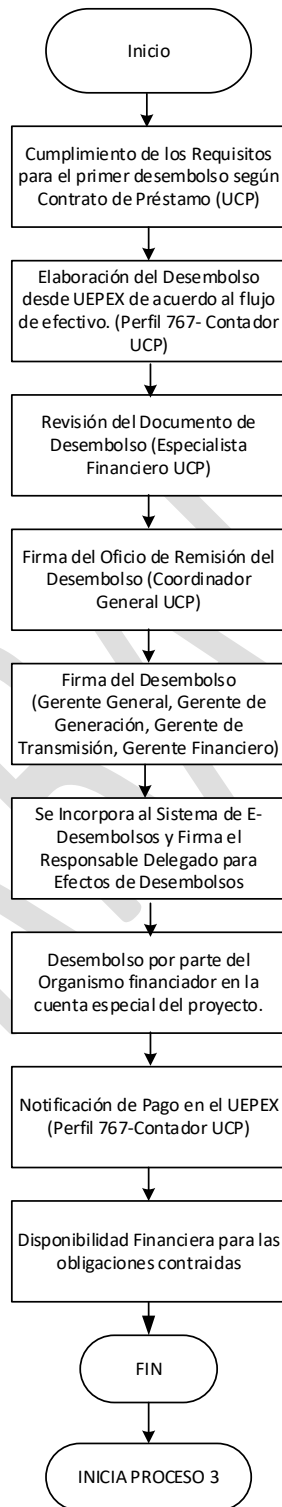 Inicio
Cumplimiento de los Requisitos
para el primer desembolso según
Contrato de Préstamo (UCP)
Elaboración del Desembolso
desde UEPEX de acuerdo al flujo
de efectivo. (Perfil 767- Contador
UCP)
Revisión del Documento de
Desembolso (Especialista
Financiero UCP)
Firma del Oficio de Remisión del
Desembolso (Coordinador
General UCP)
Firma del Desembolso
(Gerente General, Gerente de
Generación, Gerente de
Transmisión, Gerente Financiero)
Se Incorpora al Sistema de E-
Desembolsos y Firma el
Responsable Delegado para
Efectos de Desembolsos
Desembolso por parte del
Organismo financiador en la
cuenta especial del proyecto.
Notificación de Pago en el UEPEX
(Perfil 767-Contador UCP)
Disponibilidad Financiera para las
obligaciones contraidas
FIN
INICIA PROCESO 3